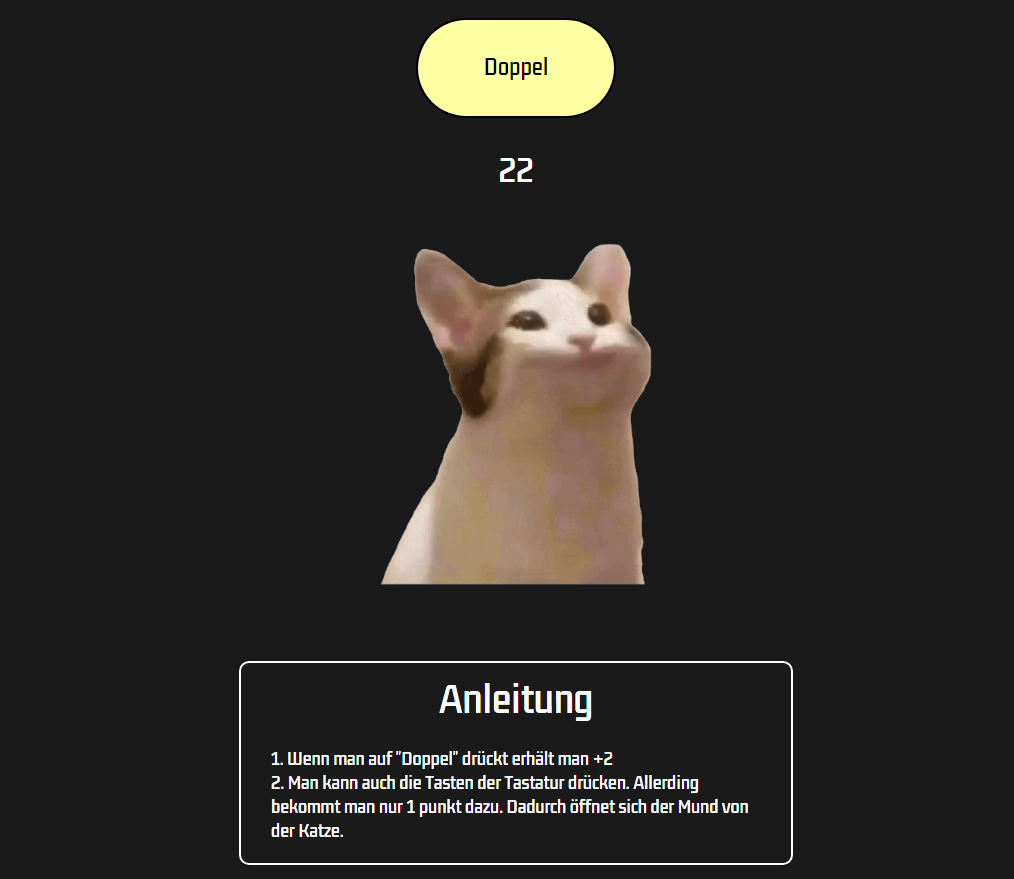 Doppel
22
Anleitung
1. Wenn man auf "Doppel" drückt erhält man +2
2. Man kann auch die Tasten der Tastatur drücken. Allerding
bekommt man nur 1 punkt dazu. Dadurch öffnet sich der Mund von
der Katze.